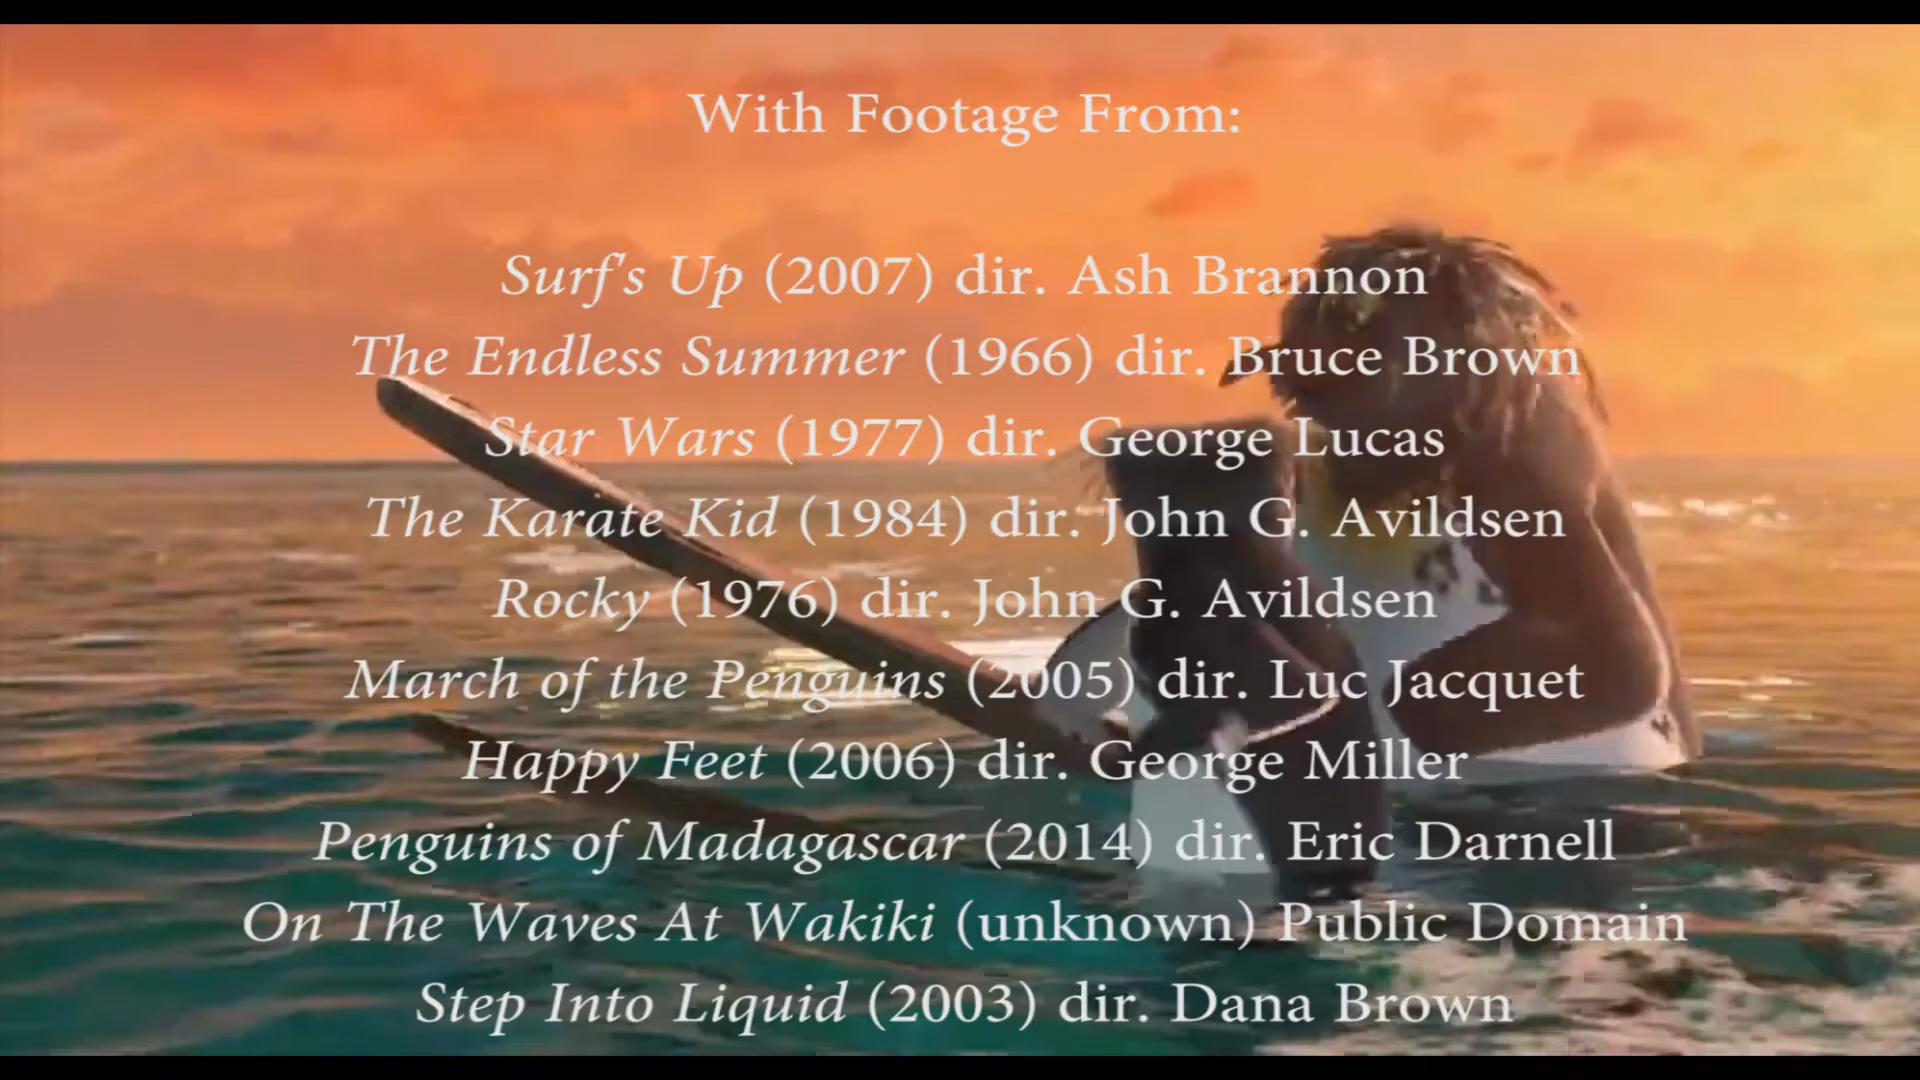 With Footage From:
Surf's Up (2007) dir. Ash Brannon
The Endless Summer (1966) dir. Bruce Brown
Star Wars (1977) dir. George Lucas
The Karate Kid (1984) dir. John G. Avildsen
Rocky (1976) dir. John G. Avildsen
March of the Penguins (2005) dir. Luc Jacquet
Happy Feet (2006) dir. George Miller
Penguins of Madagascar (2014) dir. Eric Darnell
On The Waves At Wakiki (unknown) Public Domain
Step Into Liquid (2003) dir. Dana Brown